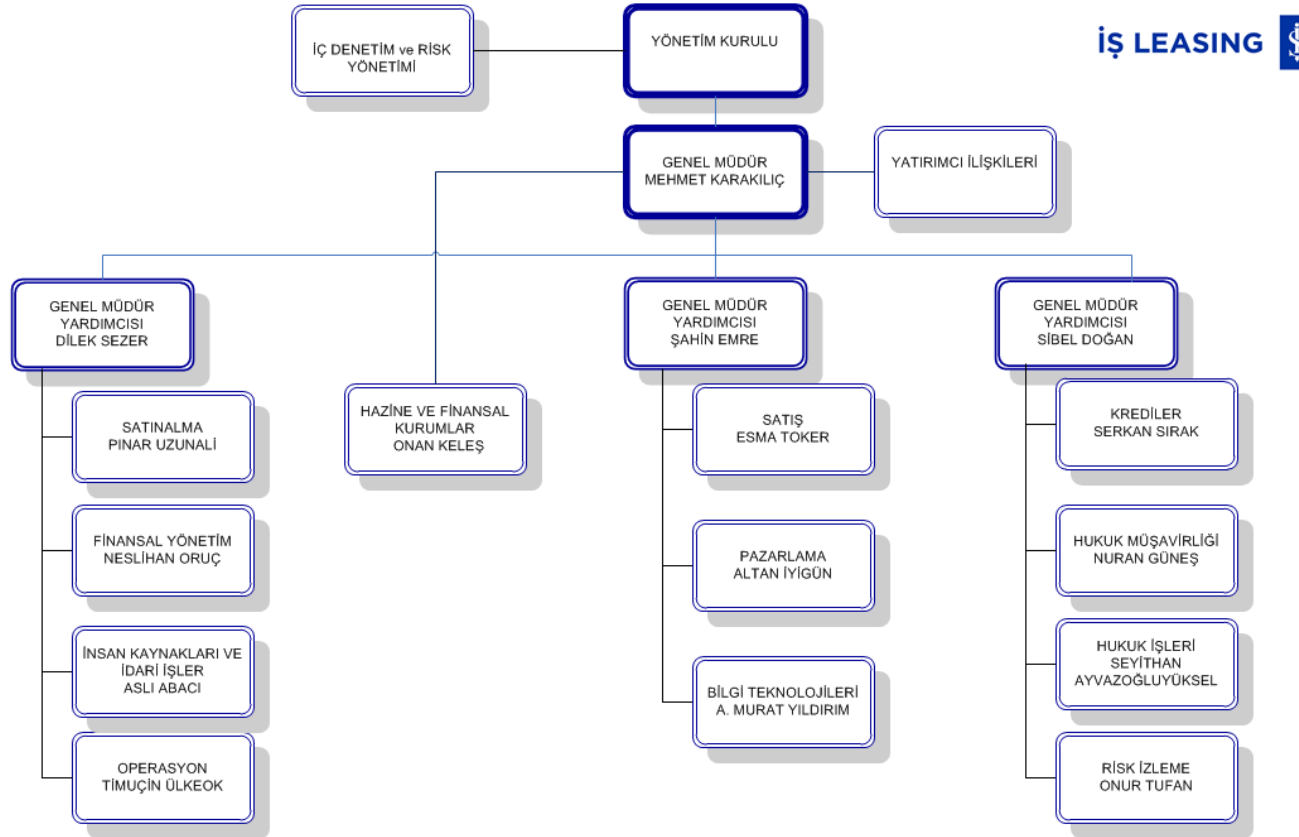 İŞ LEASING
İÇ DENETİM ve RİSK
YÖNETİMİ
YÖNETİM KURULU
GENEL MÜDÜR
MEHMET KARAKILIÇ
YATIRIMCI İLİŞKİLERİ
GENEL MÜDÜR
YARDIMCISI
DİLEK SEZER
SATINALMA
PINAR UZUNALİ
FİNANSAL YÖNETİM
NESLİHAN ORUÇ
İNSAN KAYNAKLARI VE
İDARİ İŞLER
ASLI ABACI
OPERASYON
TİMUÇİN ÜLKEOK
HAZİNE VE FİNANSAL
KURUMLAR
ONAN KELEŞ
GENEL MÜDÜR
YARDIMCISI
ŞAHİN EMRE
SATIŞ
ESMA TOKER
PAZARLAMA
ALTAN İYİGÜN
BİLGİ TEKNOLOJİLERİ
A. MURAT YILDIRIM
GENEL MÜDÜR
YARDIMCISI
SİBEL DOĞAN
KREDİLER
SERKAN SIRAK
HUKUK MÜŞAVİRLİĞİ
NURAN GÜNEŞ
HUKUK İŞLERİ
SEYİTHAN
AYVAZOĞLUYÜKSEL
RİSK İZLEME
ONUR TUFAN